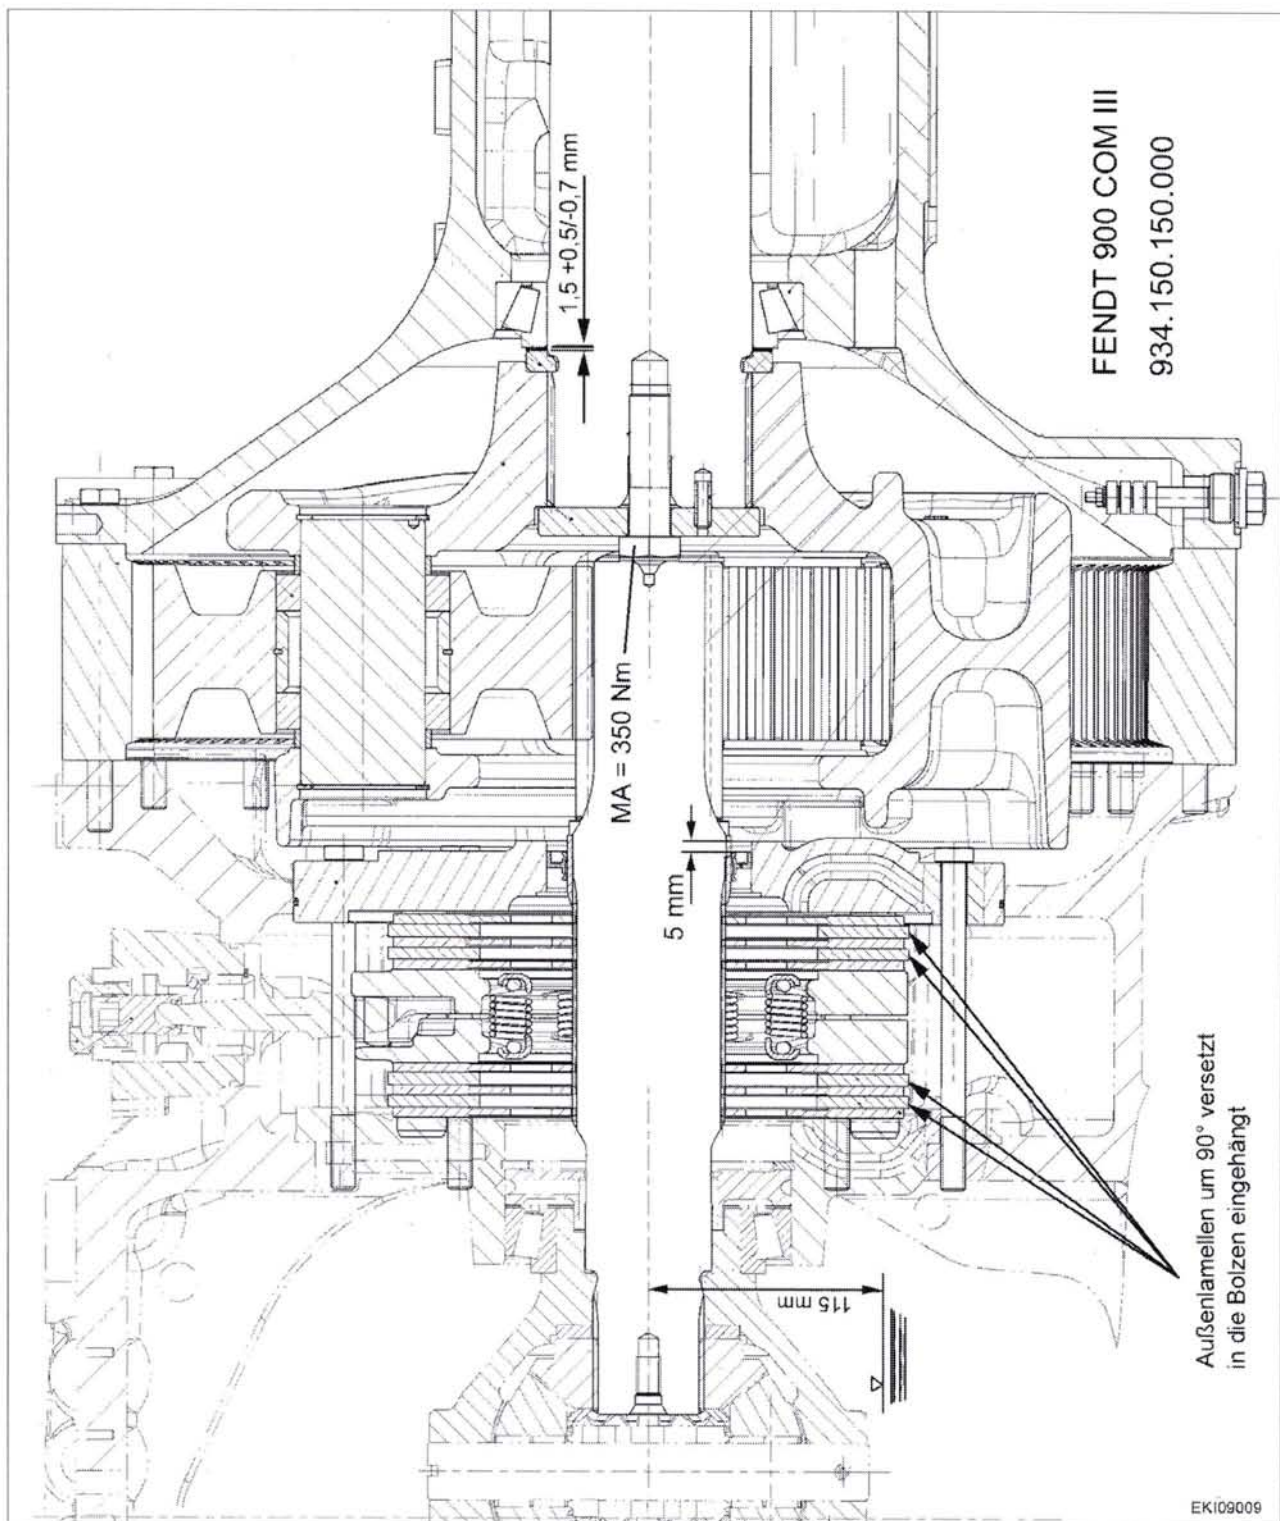 1,5 +0,5/-0,7 mm
FENDT 900 COM III
934.150.150.000
MA = 350 Nm
5 mm
115 mm
Außenlamellen um 90° versetzt
in die Bolzen eingehängt
EKI09009